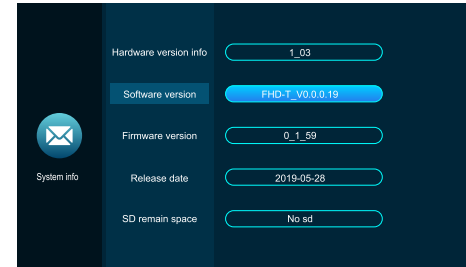 Hardware version info
1_03
Software version
FHD-T_V0.0.0.19
Firmware version
0_1_59
System info
Release date
2019-05-28
SD remain space
No sd